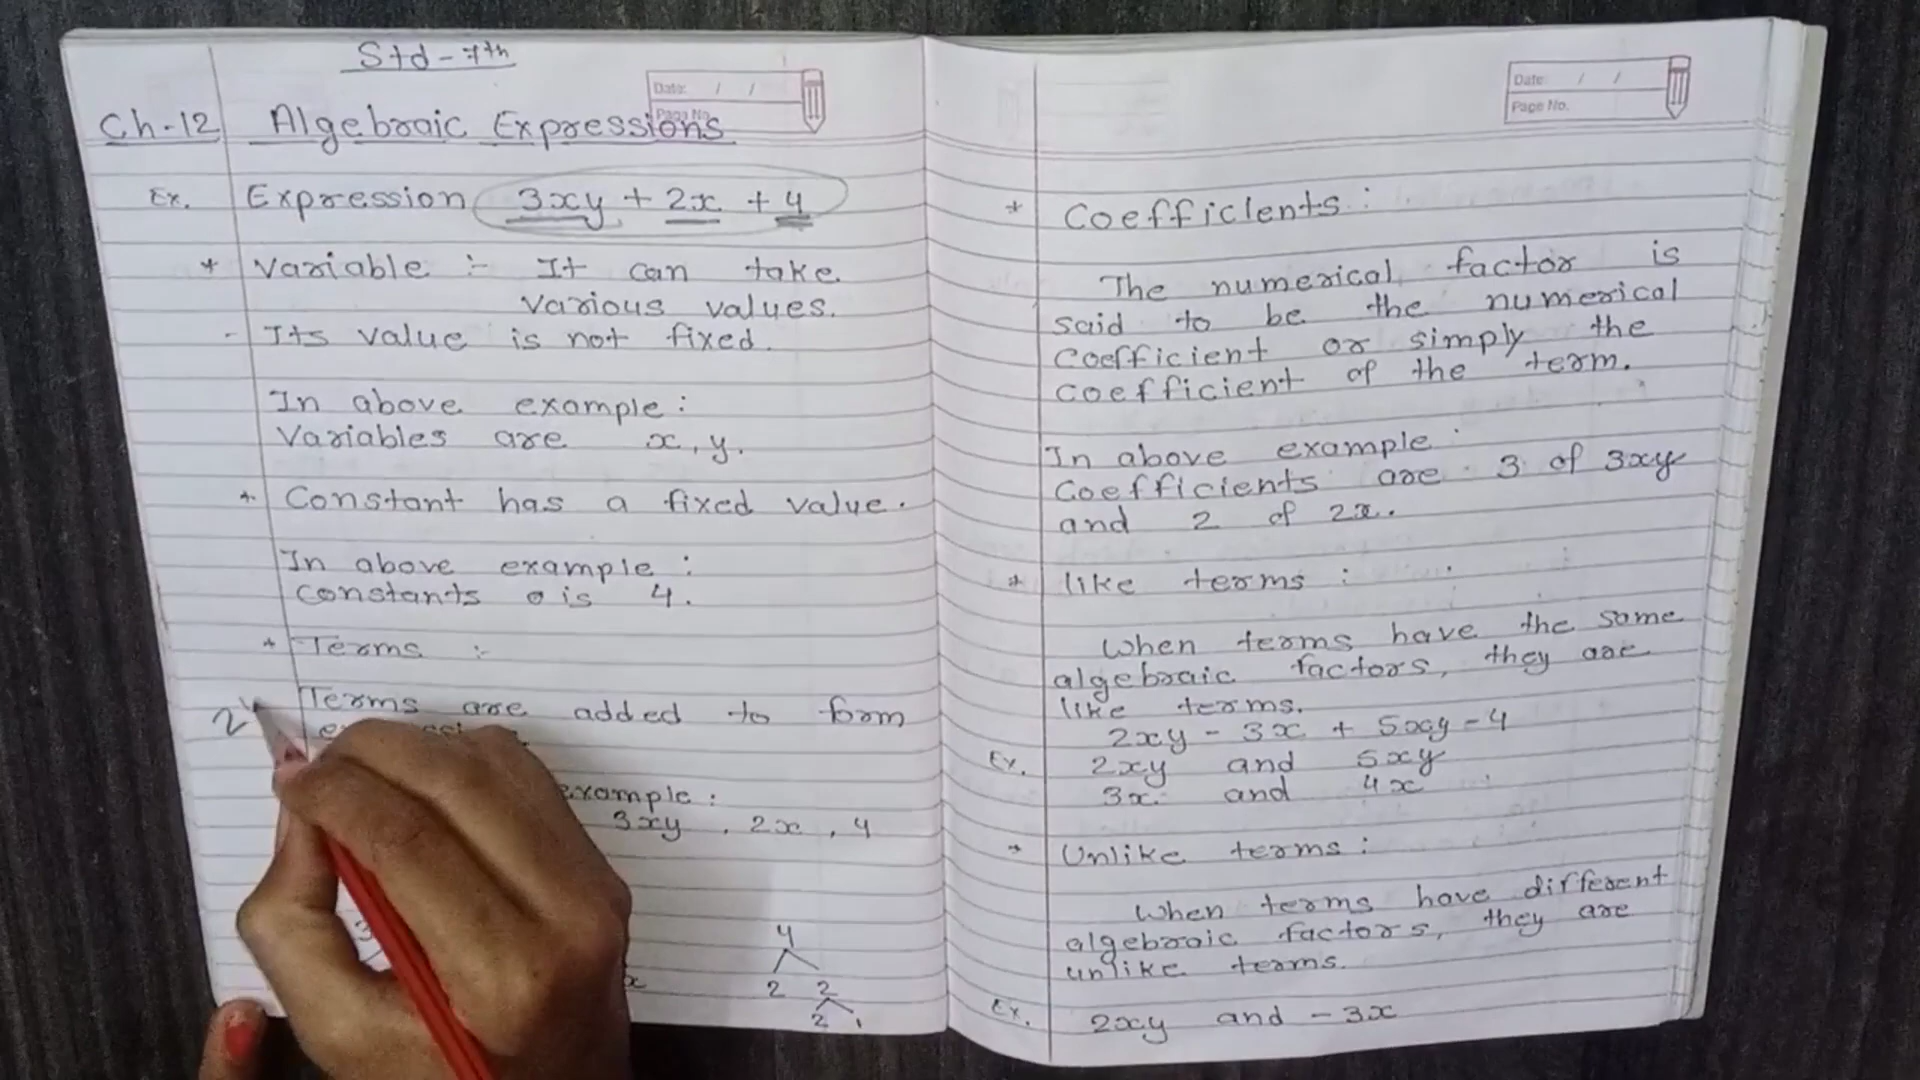 Std - 7th
Date: / /
Page No.
Ch-12 Algebraic Expressions
Ex. Expression 3xy + 2x + 4
* Variable :- It can take
various values.
- Its value is not fixed.
In above example :
Variables are x, y.
* Constant has a fixed value.
In above example :
constants is 4.
* Terms :-
Terms are added to form
2
example :
3xy , 2x , 4
3
4
x
2 2
2 1
Date / /
Page No.
* Coefficients :
The numerical factor is
said to be the numerical
coefficient or simply the
coefficient of the term.
In above example :
Coefficients are 3 of 3xy
and 2 of 2x.
* like terms :
When terms have the same
algebraic factors, they are
like terms.
2xy - 3x + 5xy - 4
Ex. 2xy and 5xy
3x and 4x
* Unlike terms :
When terms have different
algebraic factors, they are
unlike terms.
Ex. 2xy and - 3x